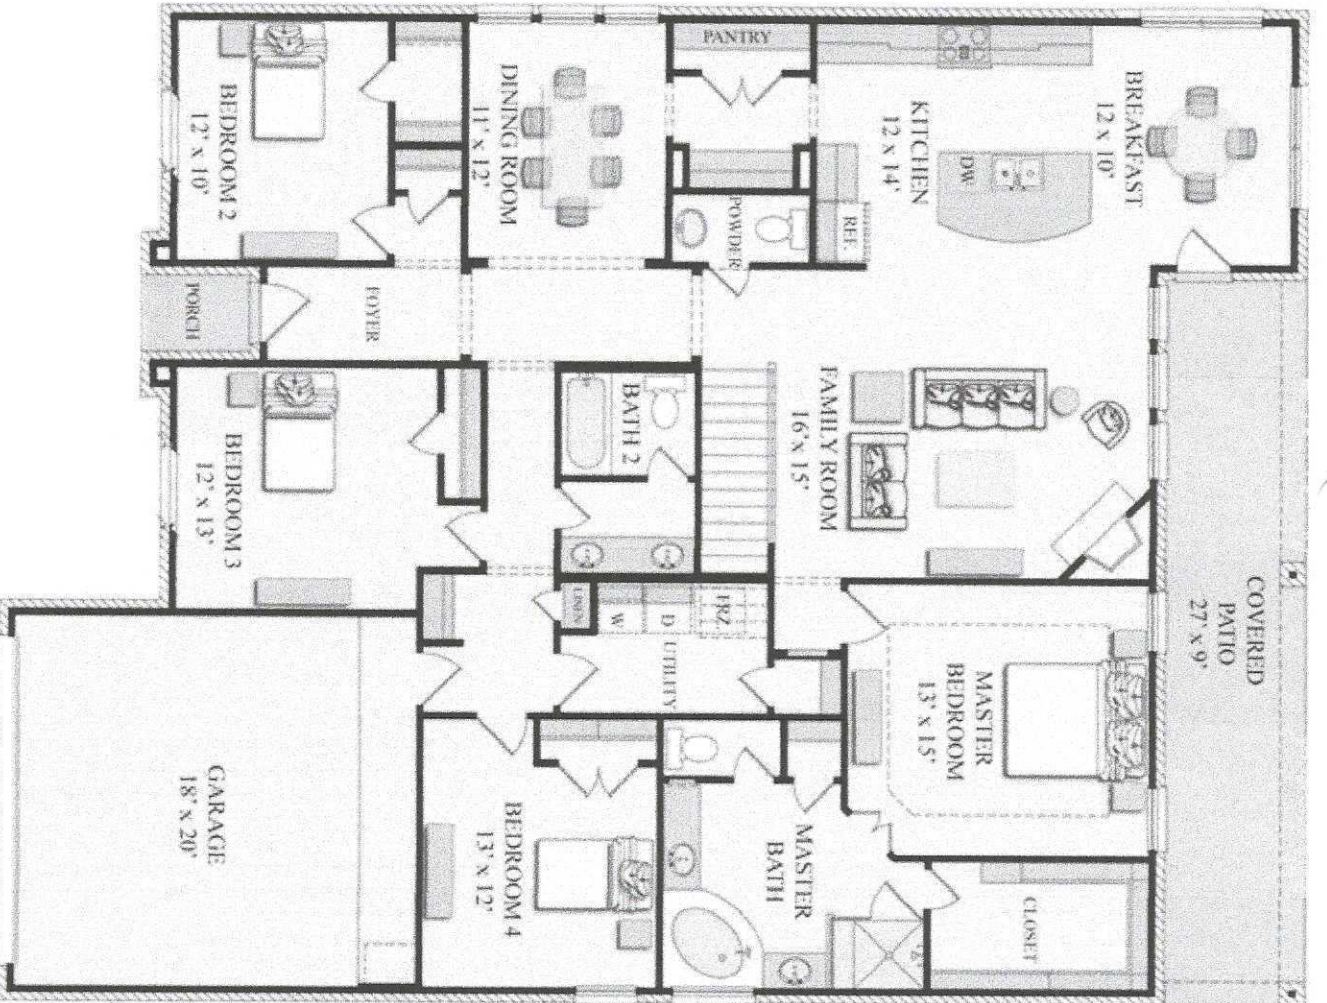 PANTRY
BREAKFAST
12 x 10'
KITCHEN
12 x 14'
DW
REF.
POWDER
DINING ROOM
11' x 12'
BEDROOM 2
12' x 10'
PORCH
FOYER
FAMILY ROOM
16'x 15'
BATH 2
BEDROOM 3
12' x 13'
COVERED
PATIO
27' x 9'
LINEN
W
D
FRZ.
UTILITY
MASTER
BEDROOM
13' x 15'
GARAGE
18' x 20'
BEDROOM 4
13' x 12'
MASTER
BATH
CLOSET